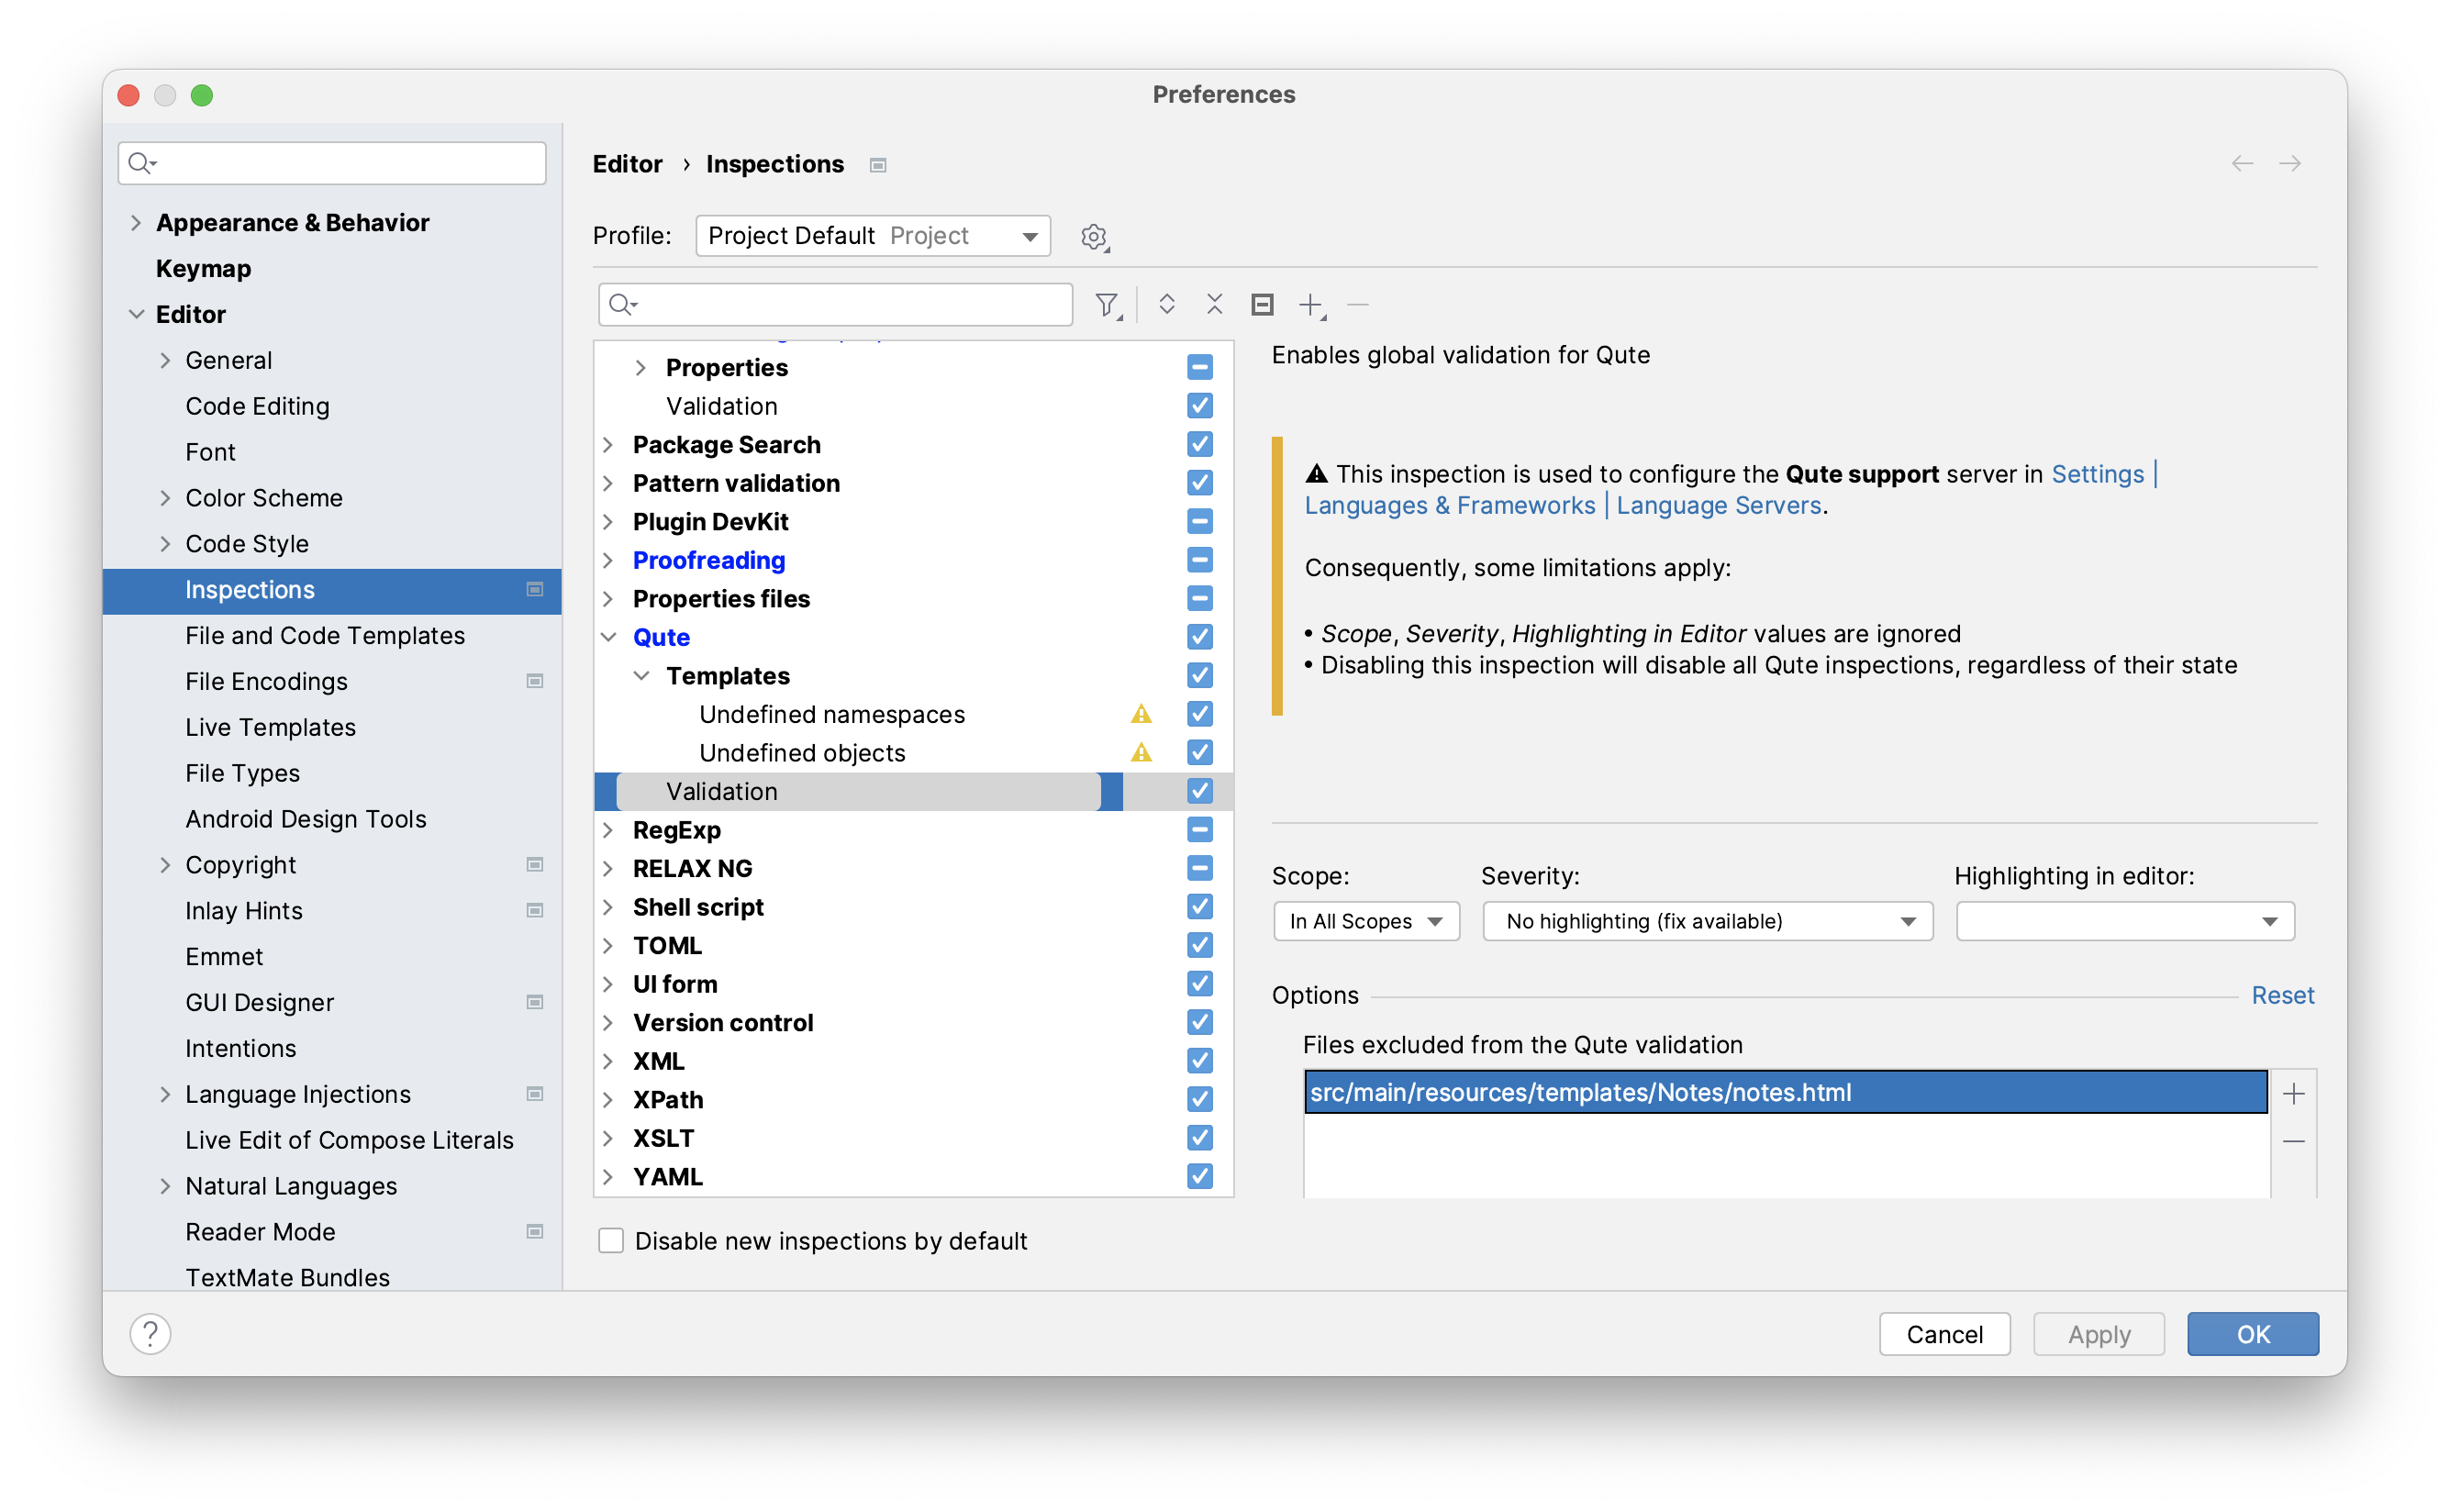 Preferences
Appearance & Behavior
Keymap
Editor
General
Code Editing
Font
Color Scheme
Code Style
Inspections
File and Code Templates
File Encodings
Live Templates
File Types
Android Design Tools
Copyright
Inlay Hints
Emmet
GUI Designer
Intentions
Language Injections
Live Edit of Compose Literals
Natural Languages
Reader Mode
TextMate Bundles
Editor › Inspections
Profile: Project Default Project
Properties
Validation
Package Search
Pattern validation
Plugin DevKit
Proofreading
Properties files
Qute
Templates
Undefined namespaces
Undefined objects
Validation
RegExp
RELAX NG
Shell script
TOML
UI form
Version control
XML
XPath
XSLT
YAML
Disable new inspections by default
Enables global validation for Qute
This inspection is used to configure the Qute support server in Settings |
Languages & Frameworks | Language Servers.
Consequently, some limitations apply:
• Scope, Severity, Highlighting in Editor values are ignored
• Disabling this inspection will disable all Qute inspections, regardless of their state
Scope: Severity: Highlighting in editor:
In All Scopes No highlighting (fix available)
Options Reset
Files excluded from the Qute validation
src/main/resources/templates/Notes/notes.html
? Cancel Apply OK